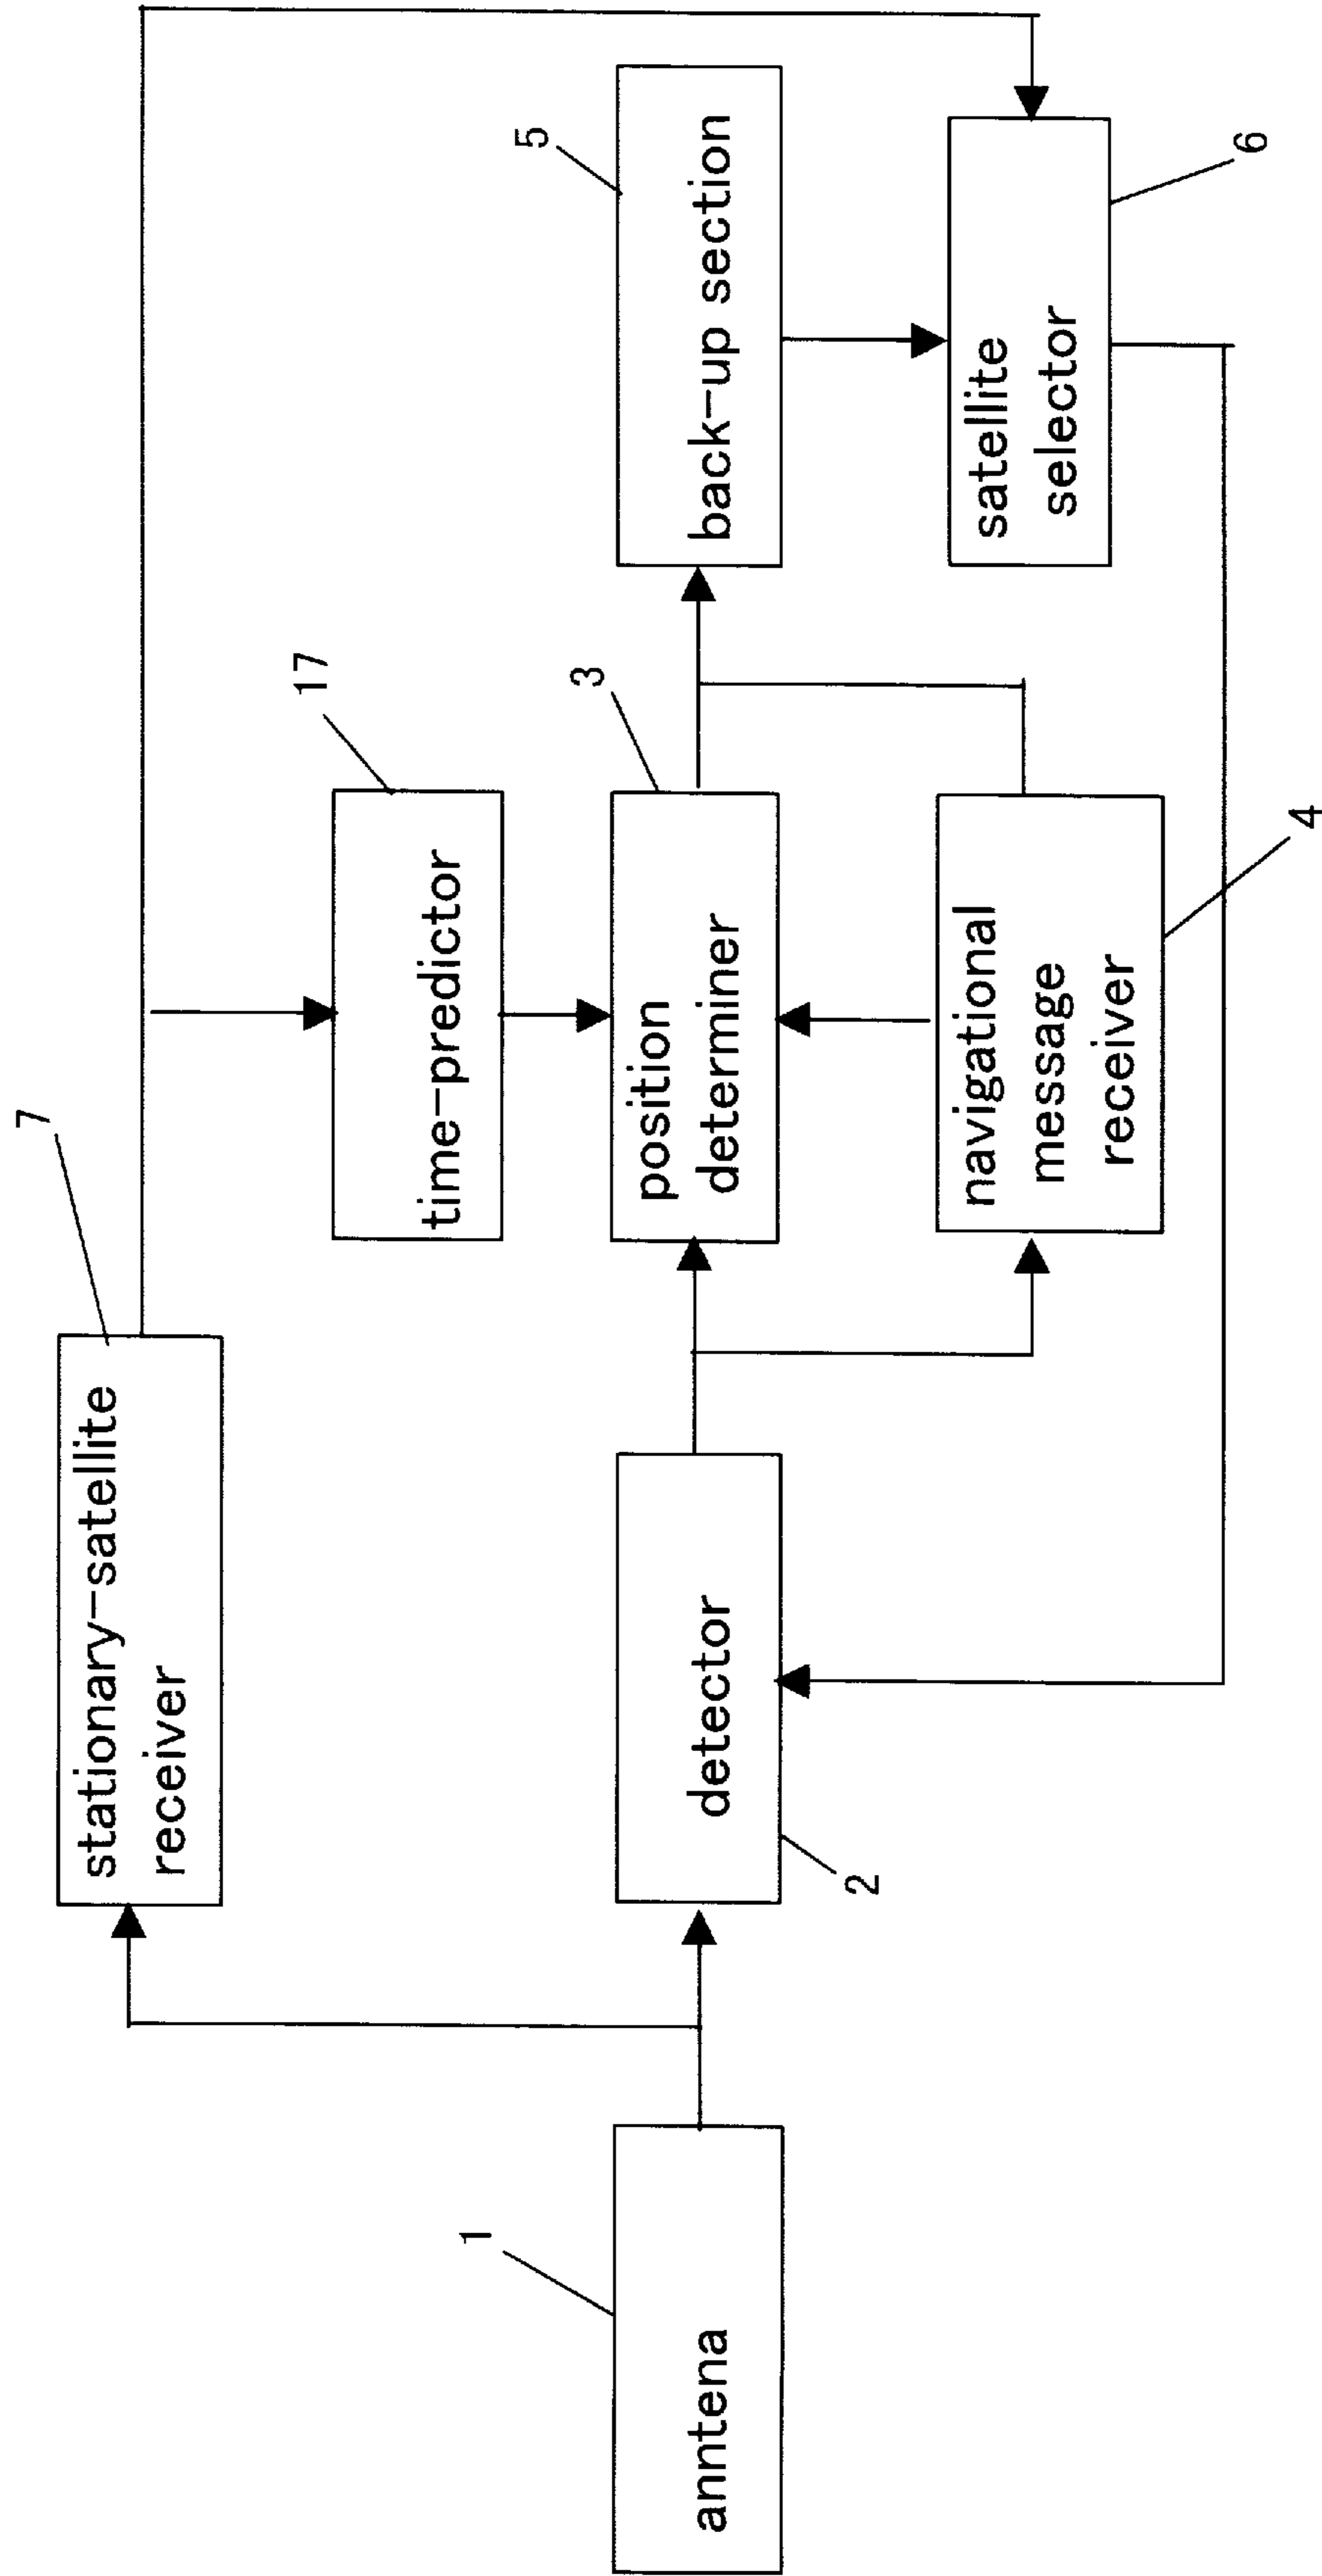 7
stationary-satellite
receiver
17
time-predictor
1
anntena
2
detector
3
position
determiner
5
back-up section
4
navigational
message
receiver
6
satellite
selector